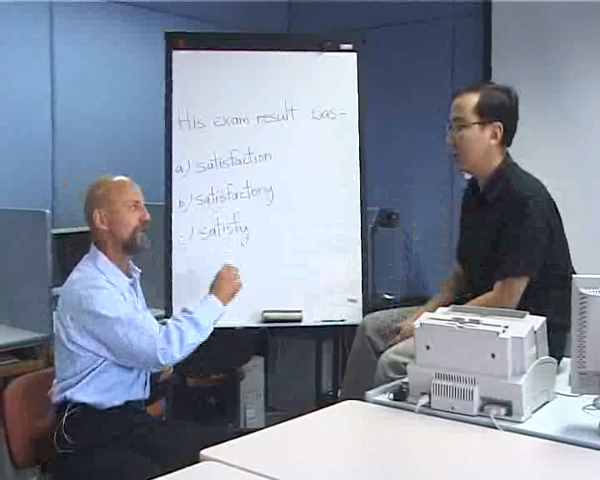 His exam result was-
a) satisfaction
b) satisfactory
c) satisfy